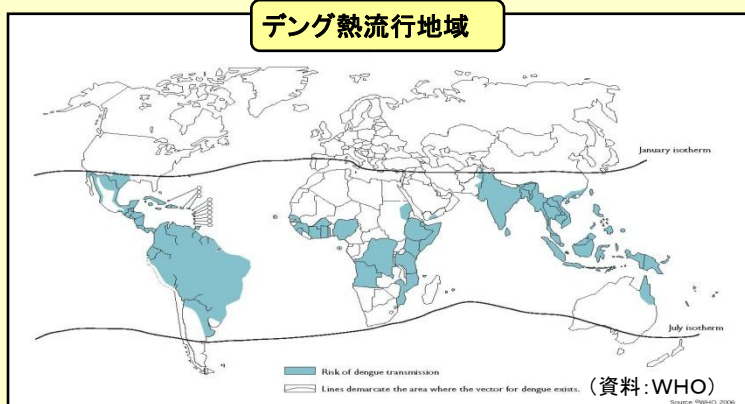 デング熱流行地域
January isotherm
July isotherm
Risk of dengue transmission
Lines demarcate the area where the vector for dengue exists.
(資料:WHO)
Source: ©WHO, 2006